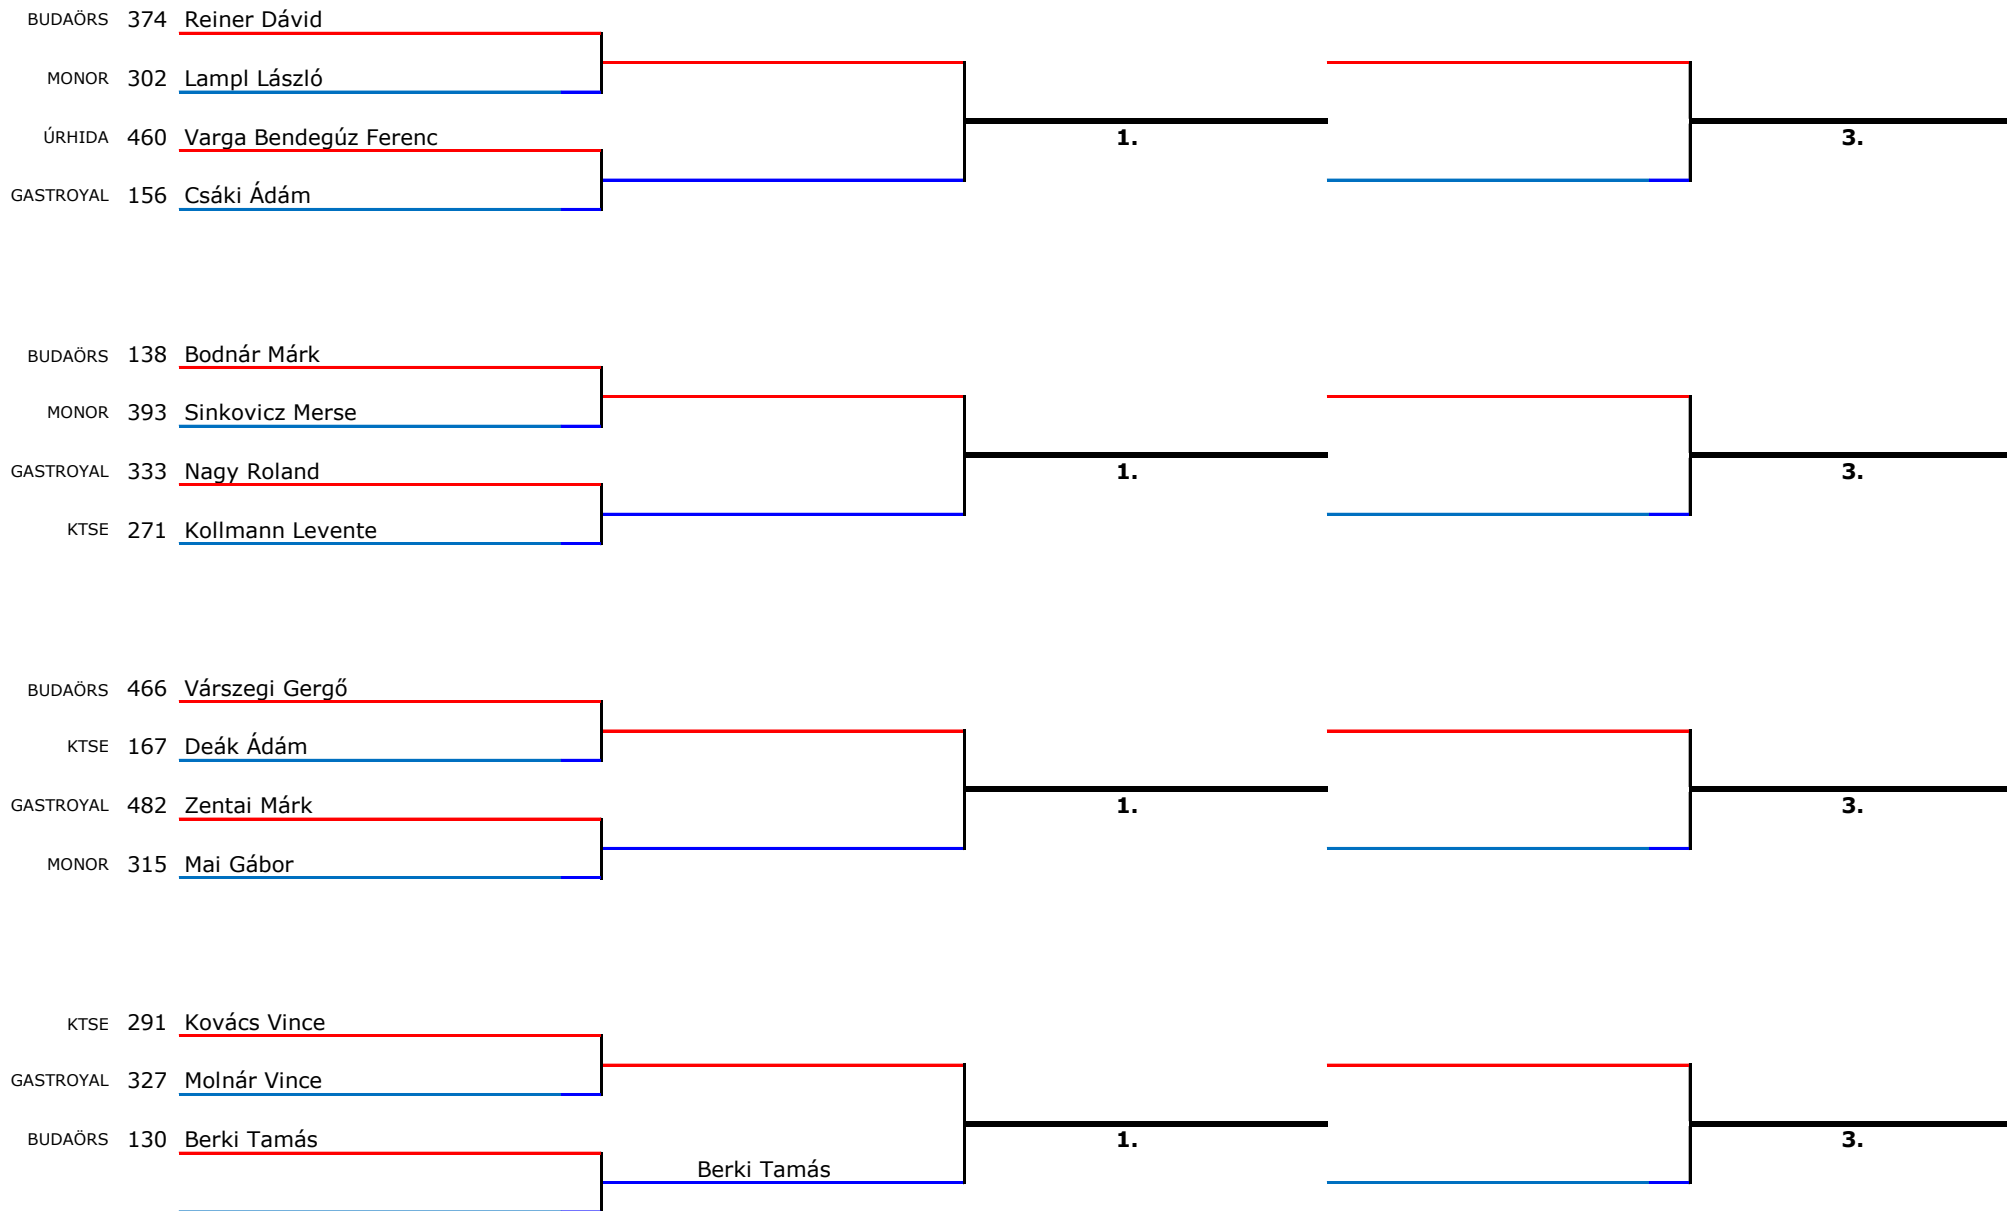 BUDAÖRS 374 Reiner Dávid
MONOR 302 Lampl László
ÚRHIDA 460 Varga Bendegúz Ferenc
1. 3.
GASTROYAL 156 Csáki Ádám
BUDAÖRS 138 Bodnár Márk
MONOR 393 Sinkovicz Merse
GASTROYAL 333 Nagy Roland
1. 3.
KTSE 271 Kollmann Levente
BUDAÖRS 466 Várszegi Gergő
KTSE 167 Deák Ádám
GASTROYAL 482 Zentai Márk
1. 3.
MONOR 315 Mai Gábor
KTSE 291 Kovács Vince
GASTROYAL 327 Molnár Vince
BUDAÖRS 130 Berki Tamás
1. 3.
Berki Tamás